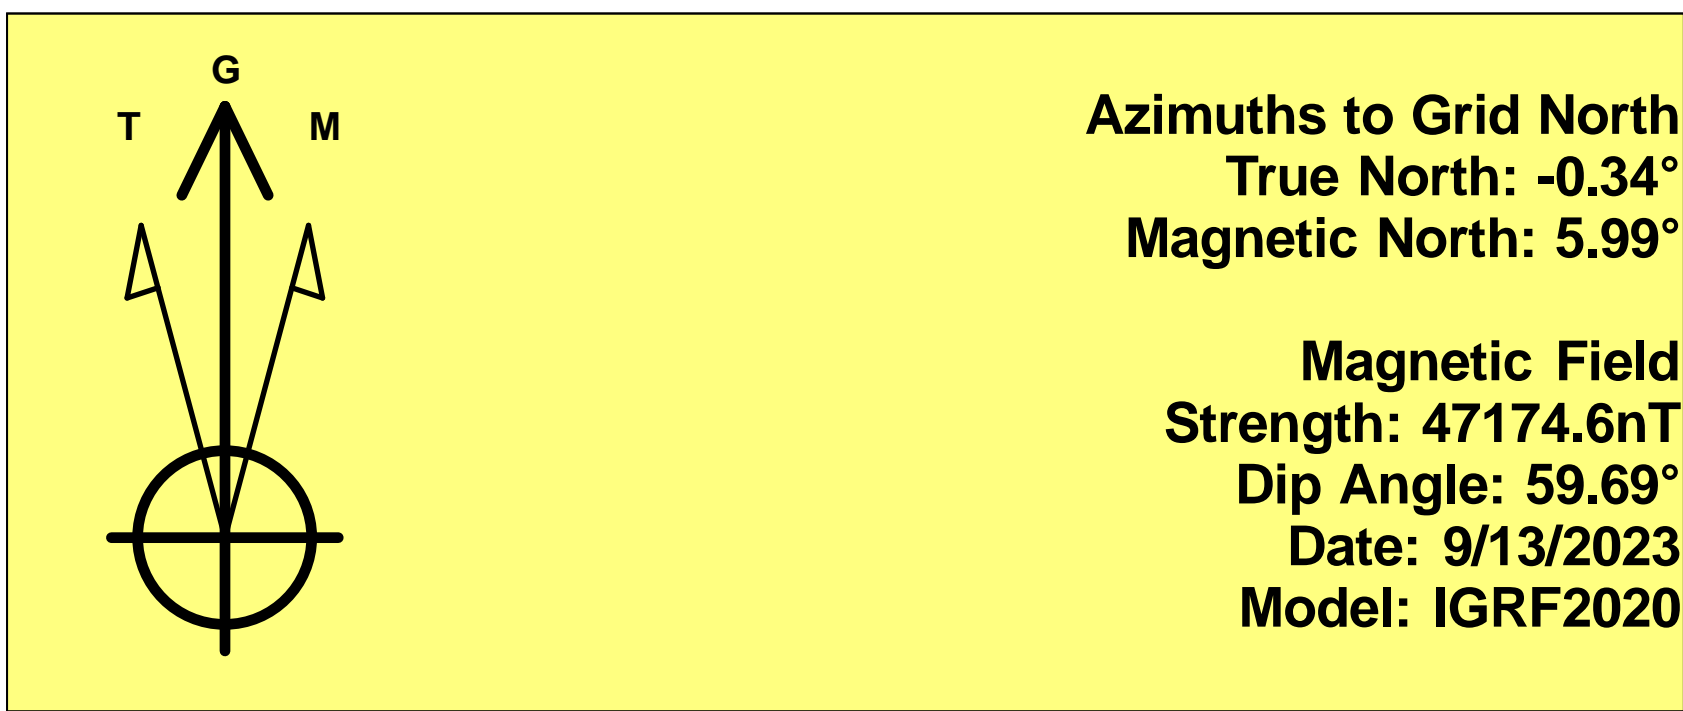 G
T M
Azimuths to Grid North
True North: -0.34°
Magnetic North: 5.99°
Magnetic Field
Strength: 47174.6nT
Dip Angle: 59.69°
Date: 9/13/2023
Model: IGRF2020